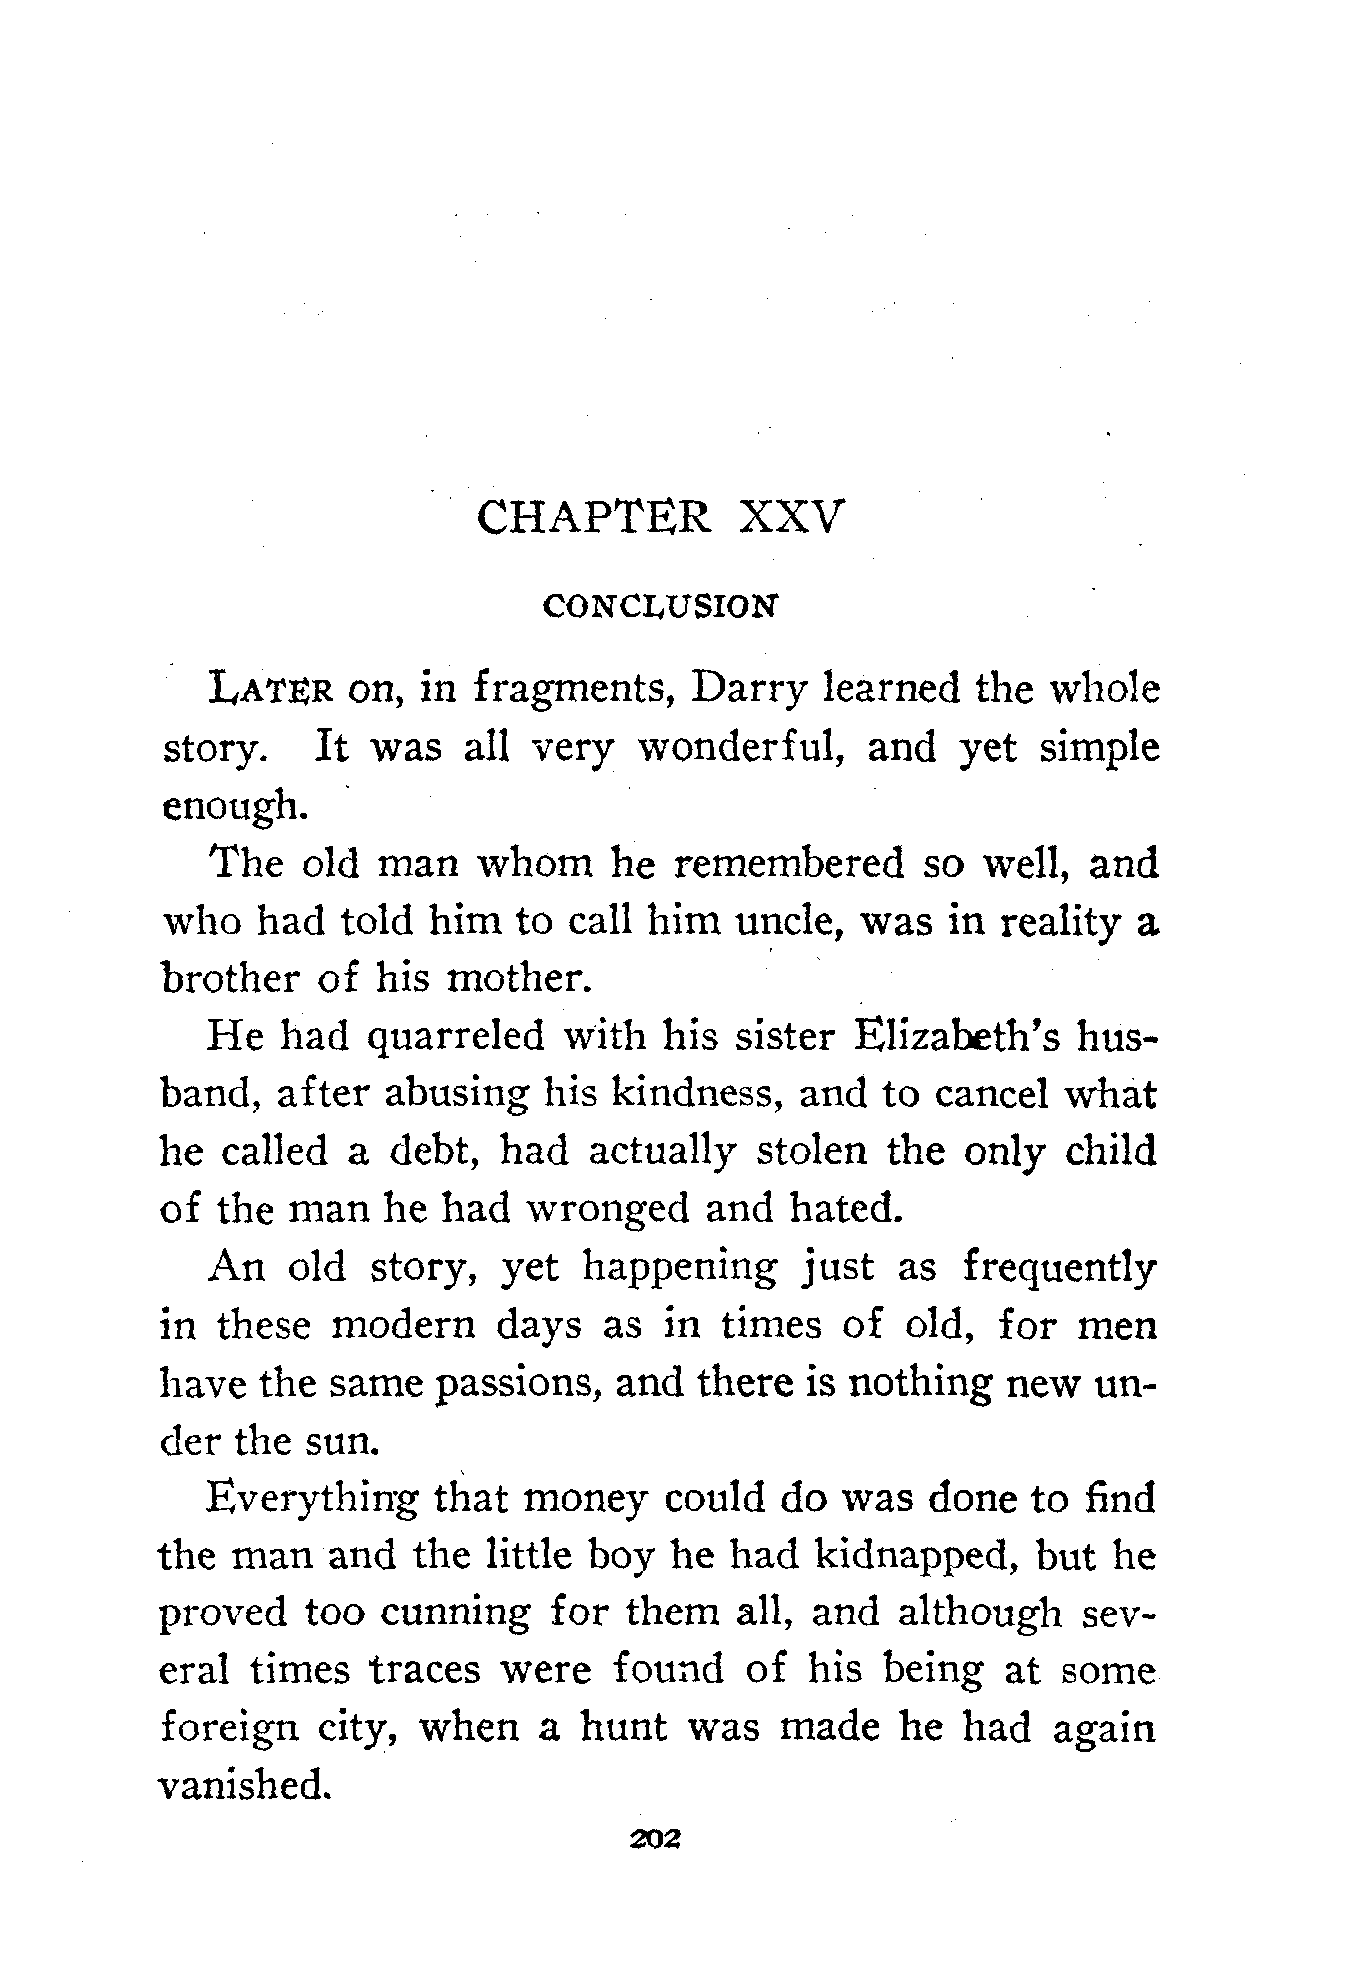 CHAPTER XXV
CONCLUSION
LATER on, in fragments, Darry learned the whole
story. It was all very wonderful, and yet simple
enough.
The old man whom he remembered so well, and
who had told him to call him uncle, was in reality a
brother of his mother.
He had quarreled with his sister Elizabeth's hus-
band, after abusing his kindness, and to cancel what
he called a debt, had actually stolen the only child
of the man he had wronged and hated.
An old story, yet happening just as frequently
in these modern days as in times of old, for men
have the same passions, and there is nothing new un-
der the sun.
Everything that money could do was done to find
the man and the little boy he had kidnapped, but he
proved too cunning for them all, and although sev-
eral times traces were found of his being at some
foreign city, when a hunt was made he had again
vanished.
202